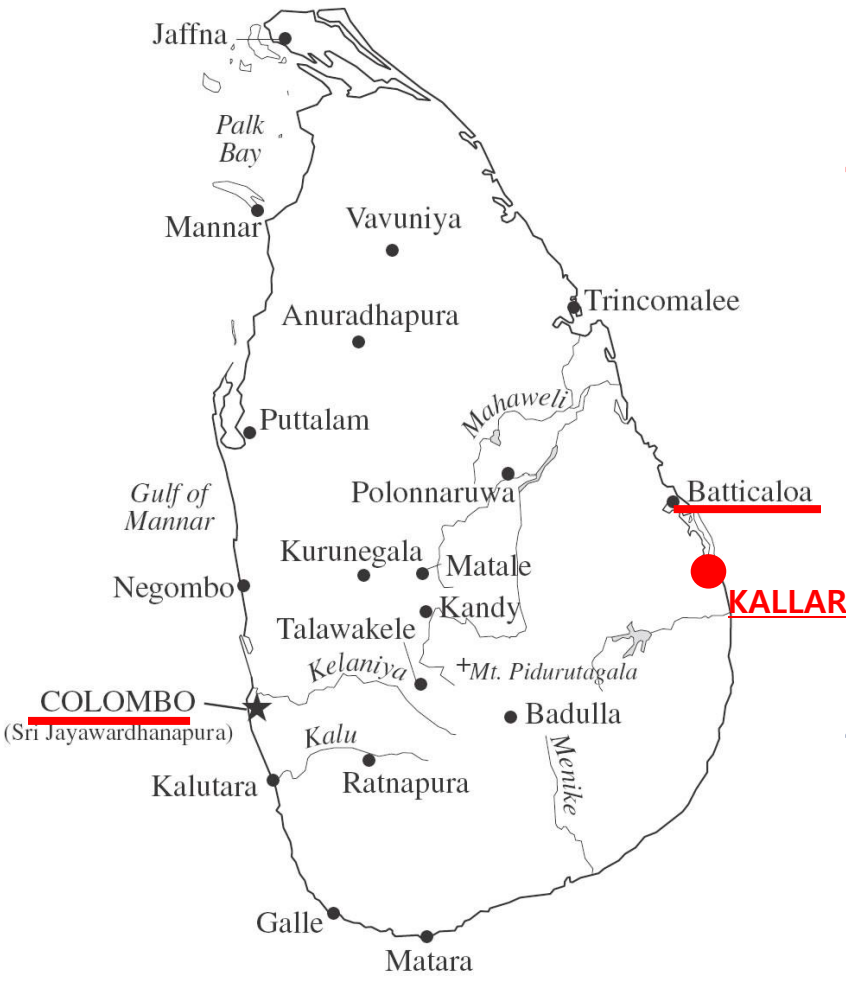 Jaffna
Palk
Bay
Mannar
Vavuniya
Trincomalee
Anuradhapura
Mahaweli
Puttalam
Polonnaruwa
Batticaloa
Gulf of
Mannar
Kurunegala
Matale
Negombo
KALLAR
Kandy
Talawakele
Kelaniya
+Mt. Pidurutagala
COLOMBO
(Sri Jayawardhanapura)
Badulla
Kalu
Menike
Kalutara
Ratnapura
Galle
Matara